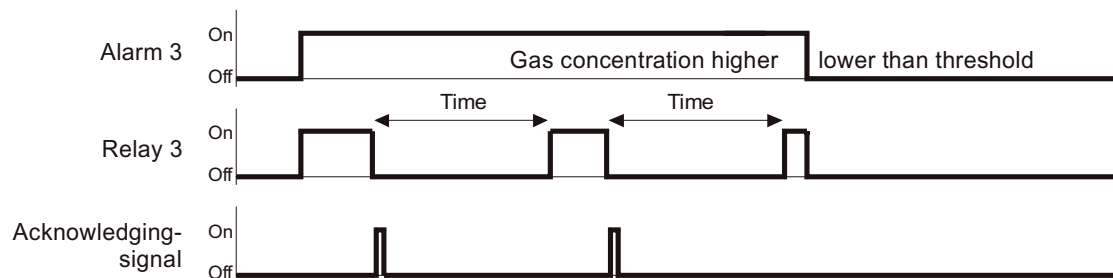 On
Alarm 3
Gas concentration higher lower than threshold
Off
Time Time
On
Relay 3
Off
Acknowledging-
On
signal
Off